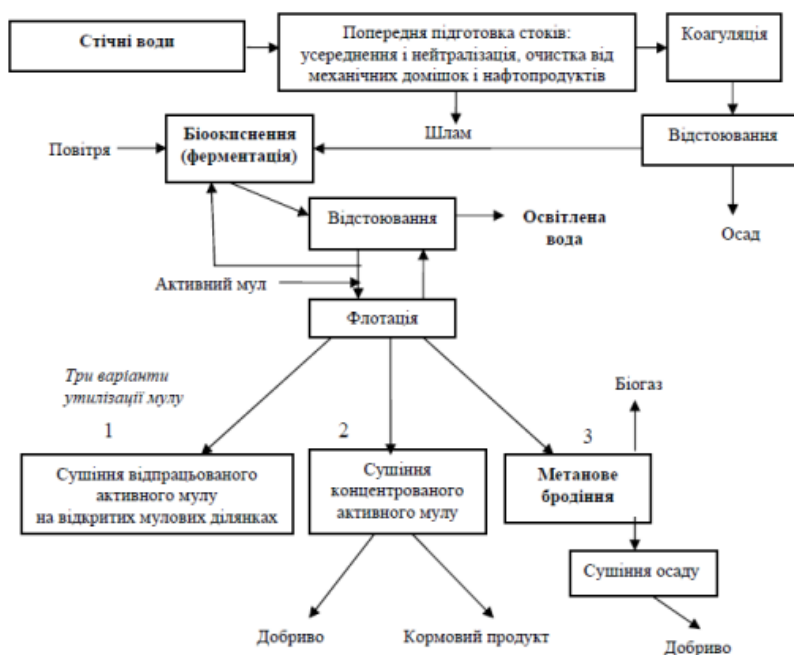 Стічні води
Попередня підготовка стоків:
усереднення і нейтралізація, очистка від
механічних домішок і нафтопродуктів
Коагуляція
Шлам
Відстоювання
Повітря
Біоокиснення
(ферментація)
Відстоювання
Освітлена
вода
Осад
Активний мул
Флотація
Три варіанти
утилізації мулу
Біогаз
1
2
3
Сушіння відпрацьованого
активного мулу
на відкритих мулових ділянках
Сушіння
концентрованого
активного мулу
Метанове
бродіння
Сушіння осаду
Добриво
Кормовий продукт
Добриво